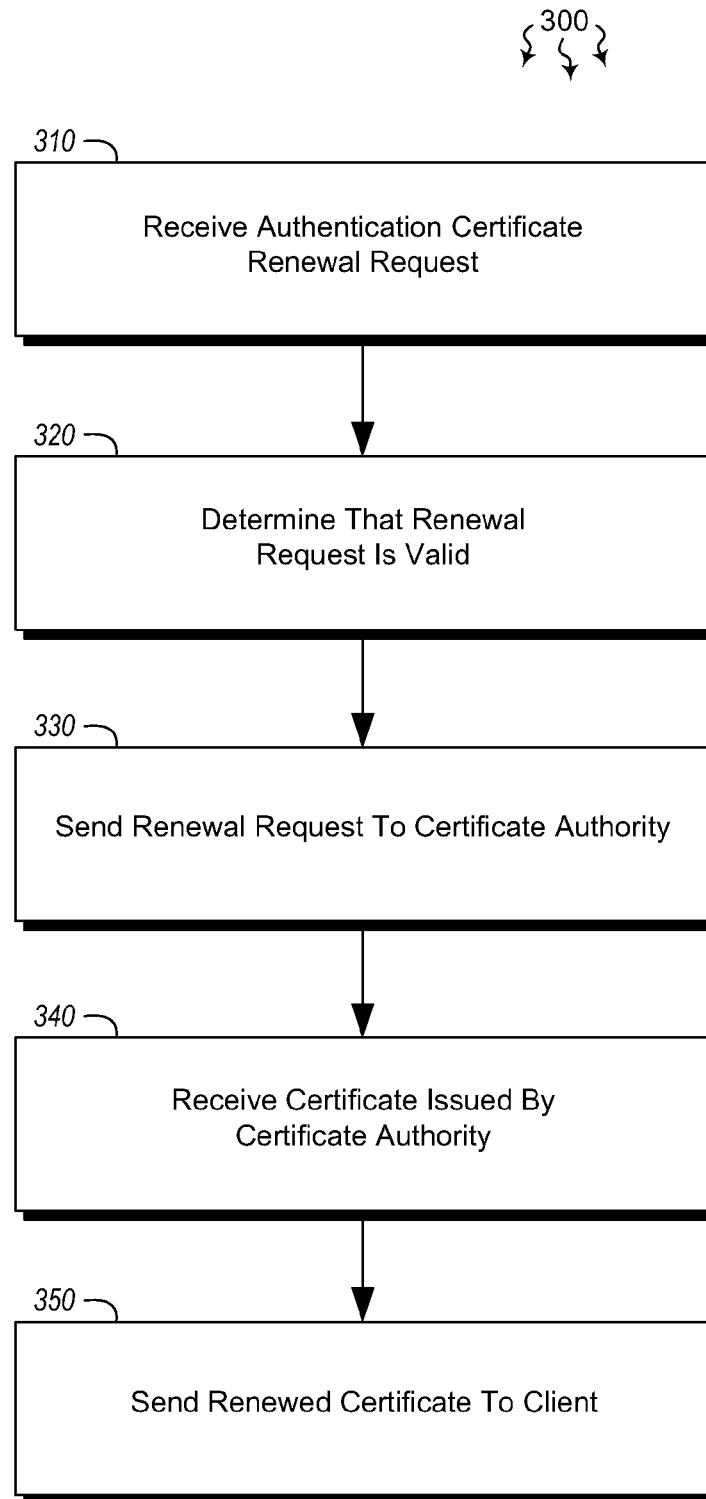 300
310
Receive Authentication Certificate
Renewal Request
320
Determine That Renewal
Request Is Valid
330
Send Renewal Request To Certificate Authority
340
Receive Certificate Issued By
Certificate Authority
350
Send Renewed Certificate To Client